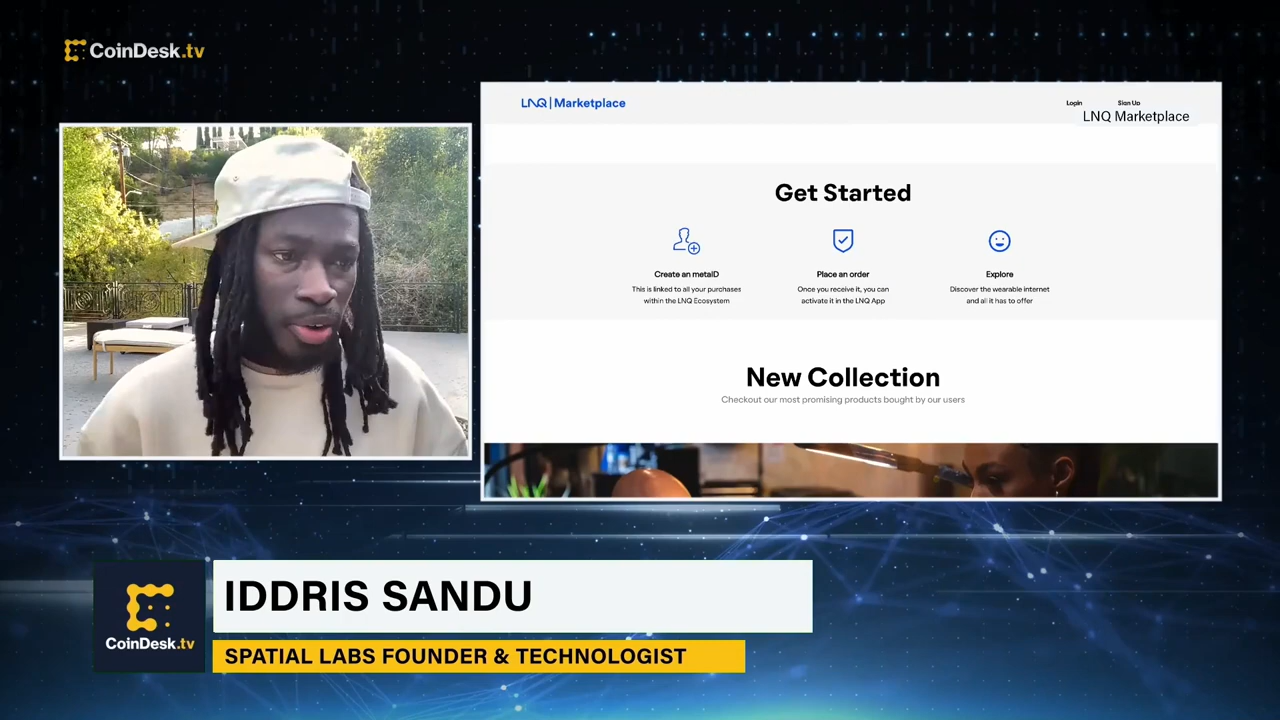 CoinDesk.tv
LNQ | Marketplace
Login
Sign Up
LNQ Marketplace
Get Started
Create an metaID
This is linked to all your purchases
within the LNQ Ecosystem
Place an order
Once you receive it, you can
activate it in the LNQ App
Explore
Discover the wearable internet
and all it has to offer
New Collection
Checkout our most promising products bought by our users
CoinDesk.tv
IDDRIS SANDU
SPATIAL LABS FOUNDER & TECHNOLOGIST